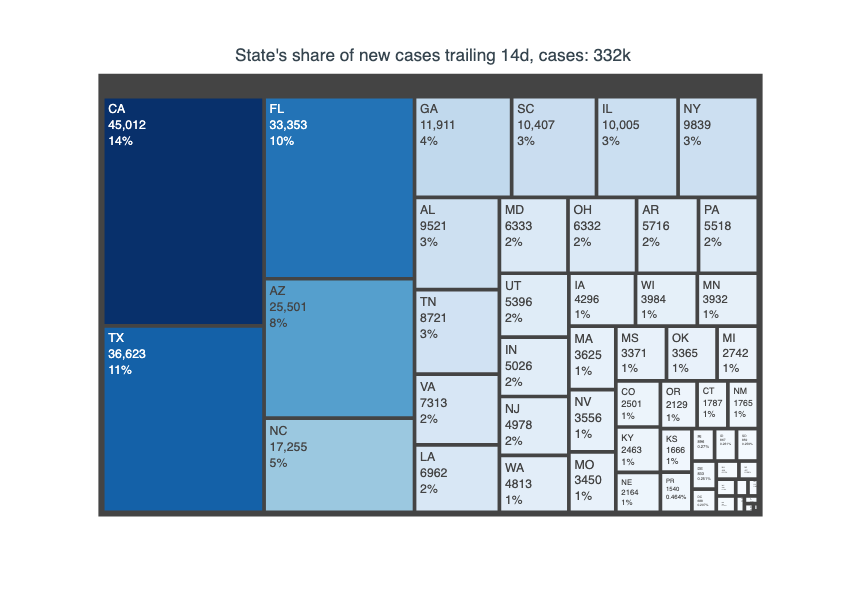 State's share of new cases trailing 14d, cases: 332k
CA
45,012
14%
TX
36,623
11%
FL
33,353
10%
AZ
25,501
8%
NC
17,255
5%
GA
11,911
4%
SC
10,407
3%
IL
10,005
3%
NY
9839
3%
AL
9521
3%
TN
8721
3%
VA
7313
2%
LA
6962
2%
MD
6333
2%
OH
6332
2%
AR
5716
2%
PA
5518
2%
UT
5396
2%
IN
5026
2%
NJ
4978
2%
WA
4813
1%
IA
4296
1%
WI
3984
1%
MN
3932
1%
MA
3625
1%
NV
3556
1%
MO
3450
1%
MS
3371
1%
OK
3365
1%
MI
2742
1%
CO
2501
1%
KY
2463
1%
NE
2164
1%
OR
2129
1%
CT
1787
1%
NM
1765
1%
KS
1666
1%
PR
1540
0.464%